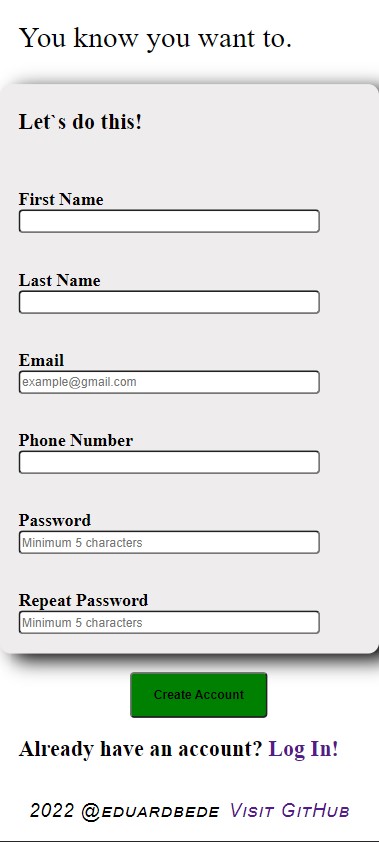 You know you want to.
Let`s do this!
First Name
Last Name
Email
example@gmail.com
Phone Number
Password
Minimum 5 characters
Repeat Password
Minimum 5 characters
Create Account
Already have an account? Log In!
2022 @eduardbede Visit GitHub